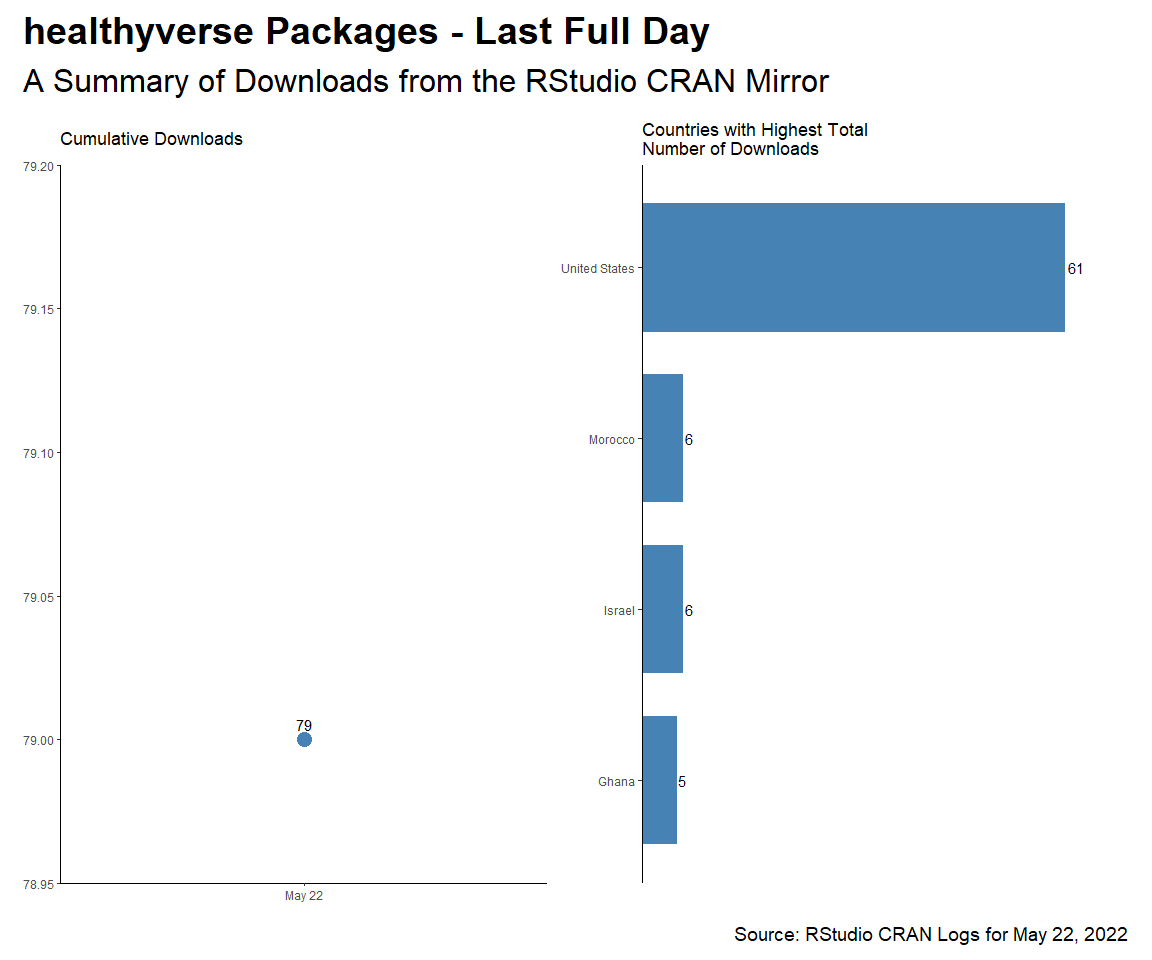 healthyverse Packages - Last Full Day
A Summary of Downloads from the RStudio CRAN Mirror
Cumulative Downloads
79.20
79.15
79.10
79.05
79.00
78.95
79
May 22
Countries with Highest Total
Number of Downloads
United States
61
Morocco
6
Israel
6
Ghana
5
Source: RStudio CRAN Logs for May 22, 2022